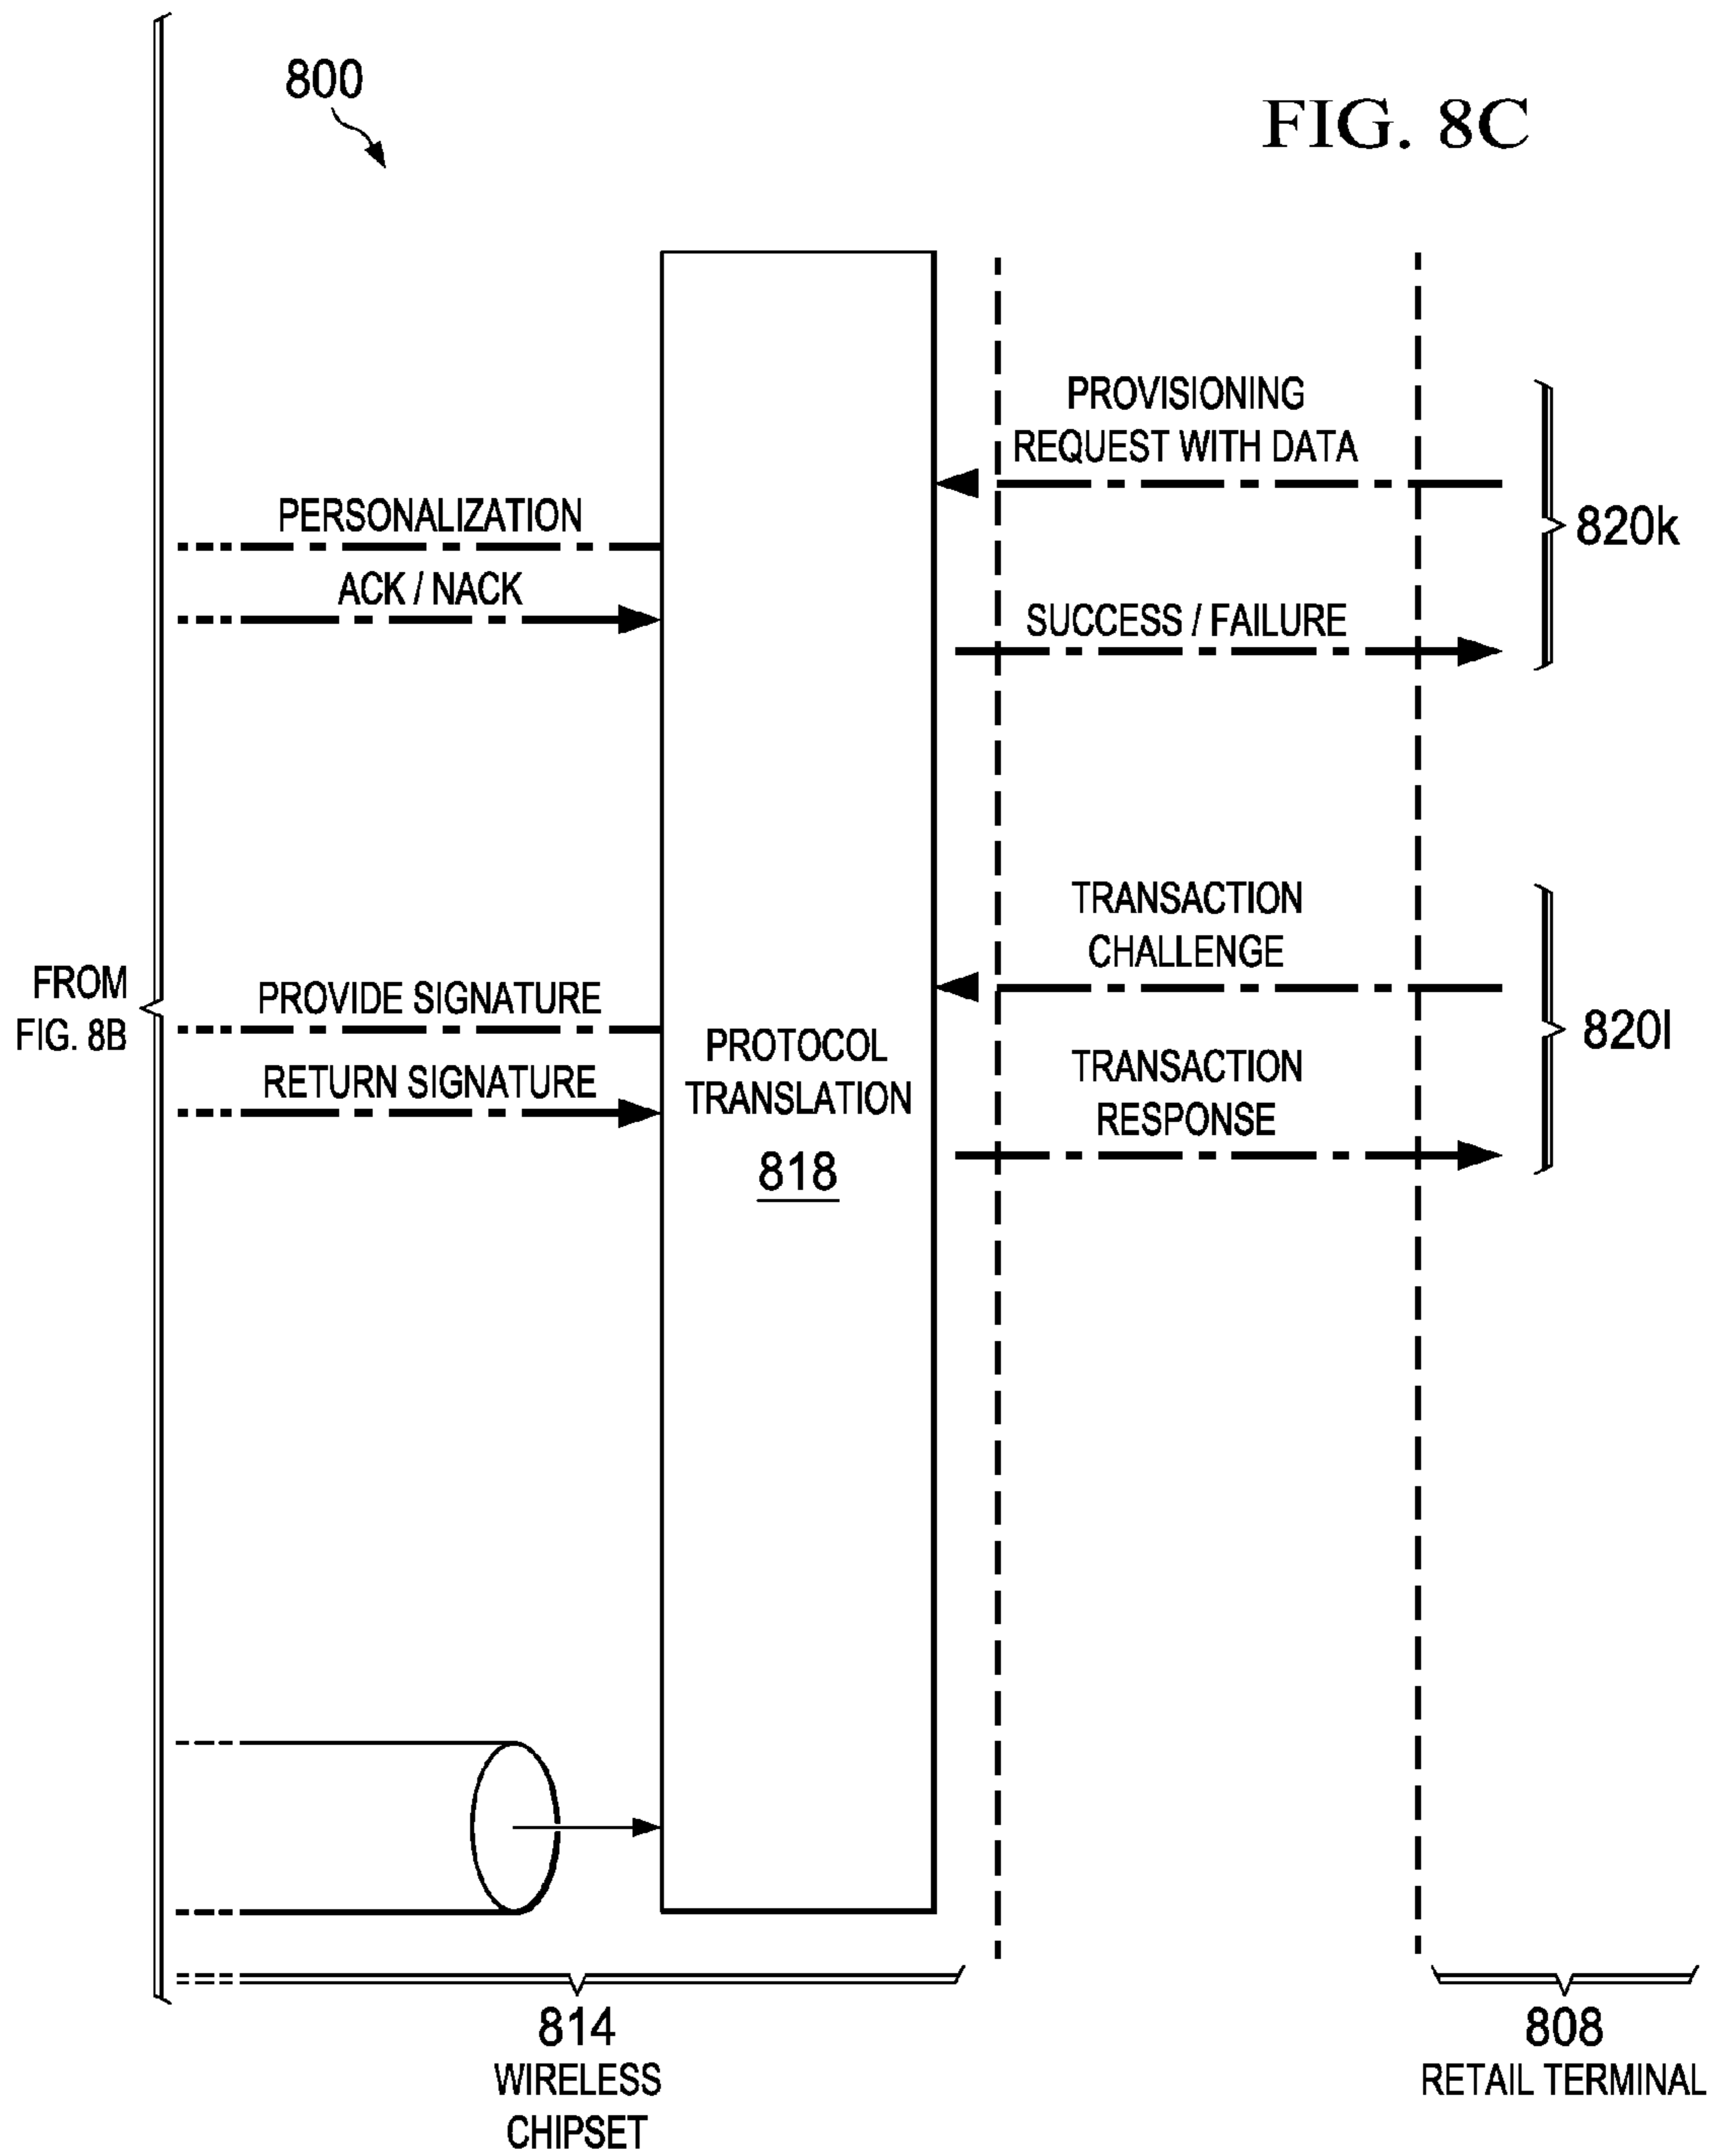 800
FIG. 8C
PROVISIONING
REQUEST WITH DATA
820k
PERSONALIZATION
ACK / NACK
SUCCESS / FAILURE
TRANSACTION
CHALLENGE
FROM
FIG. 8B
PROVIDE SIGNATURE
RETURN SIGNATURE
PROTOCOL
TRANSLATION
818
TRANSACTION
RESPONSE
820l
814
WIRELESS
CHIPSET
808
RETAIL TERMINAL